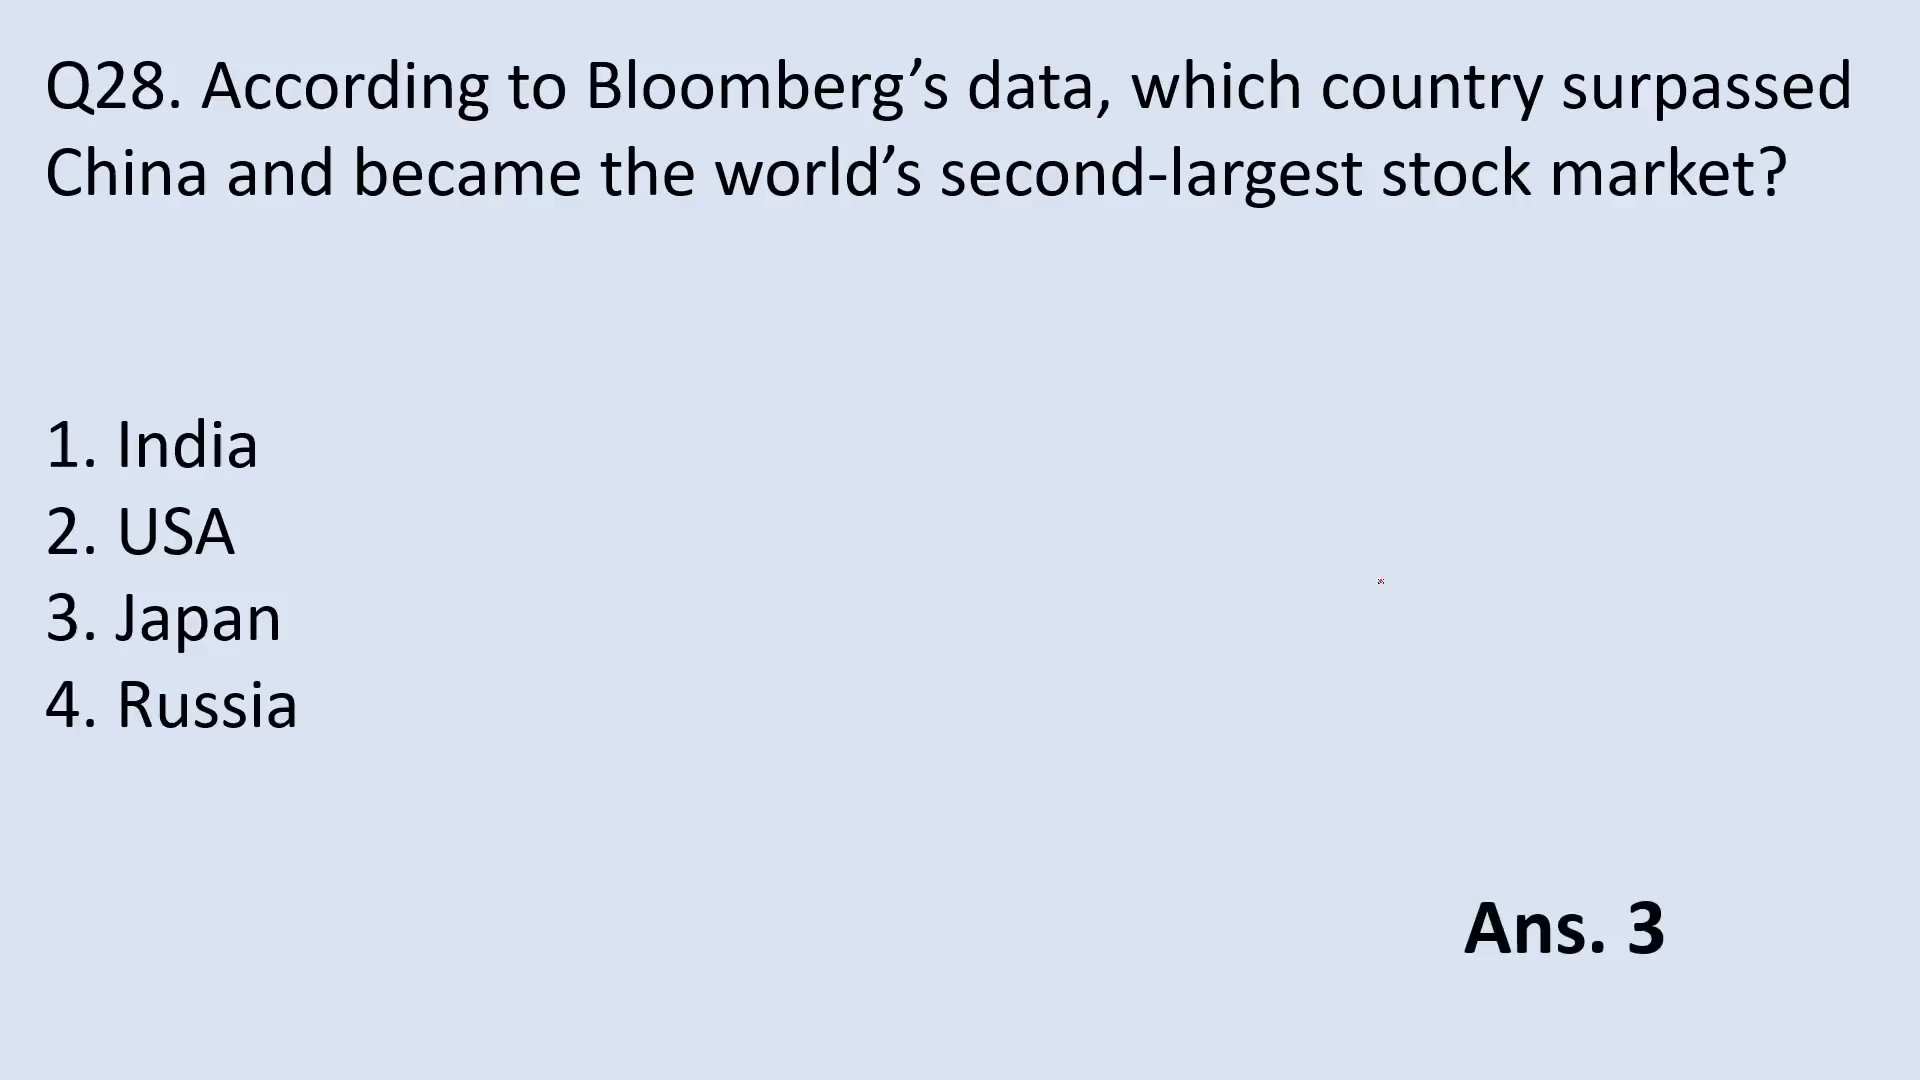 Q28. According to Bloomberg’s data, which country surpassed
China and became the world’s second-largest stock market?
1. India
2. USA
3. Japan
4. Russia
Ans. 3